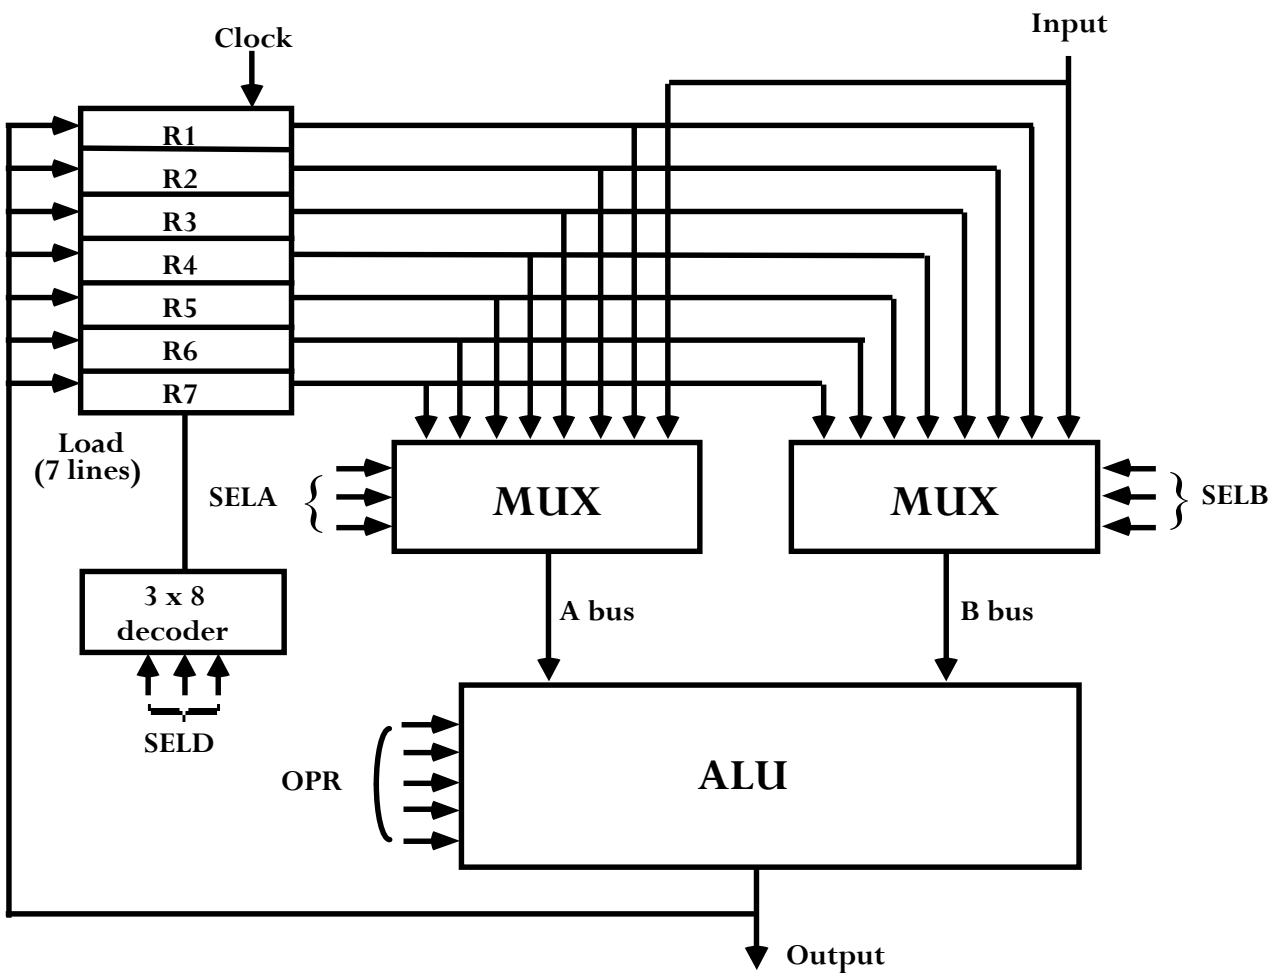 Clock
Input
R1
R2
R3
R4
R5
R6
R7
Load
(7 lines)
SELA {
MUX
MUX
} SELB
3 x 8
decoder
A bus
B bus
SELD
OPR
ALU
Output